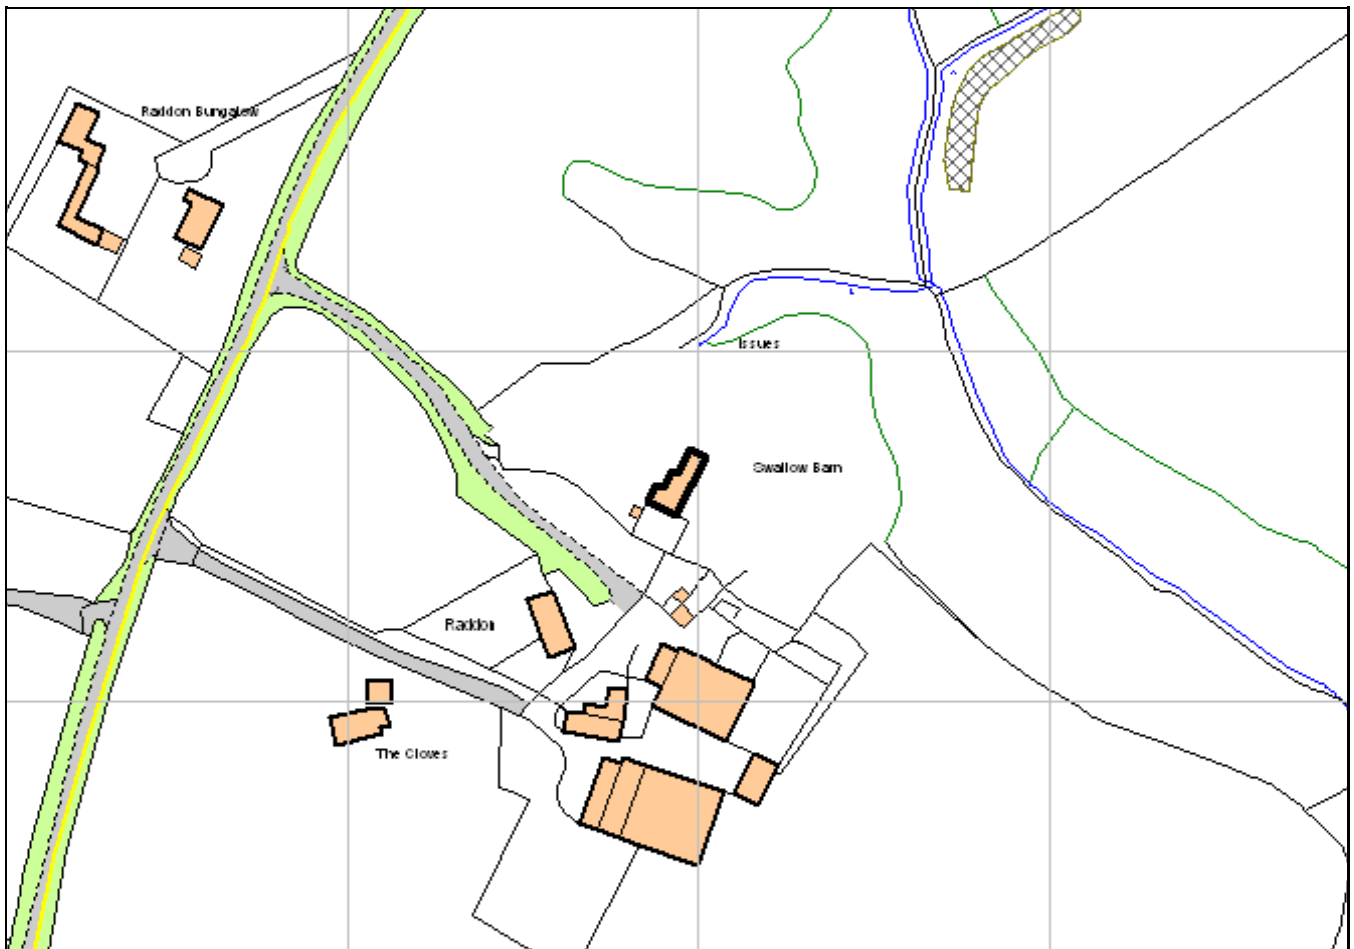 Raddon Bungalow
Issues
Swallow Barn
Raddon
The Cloves